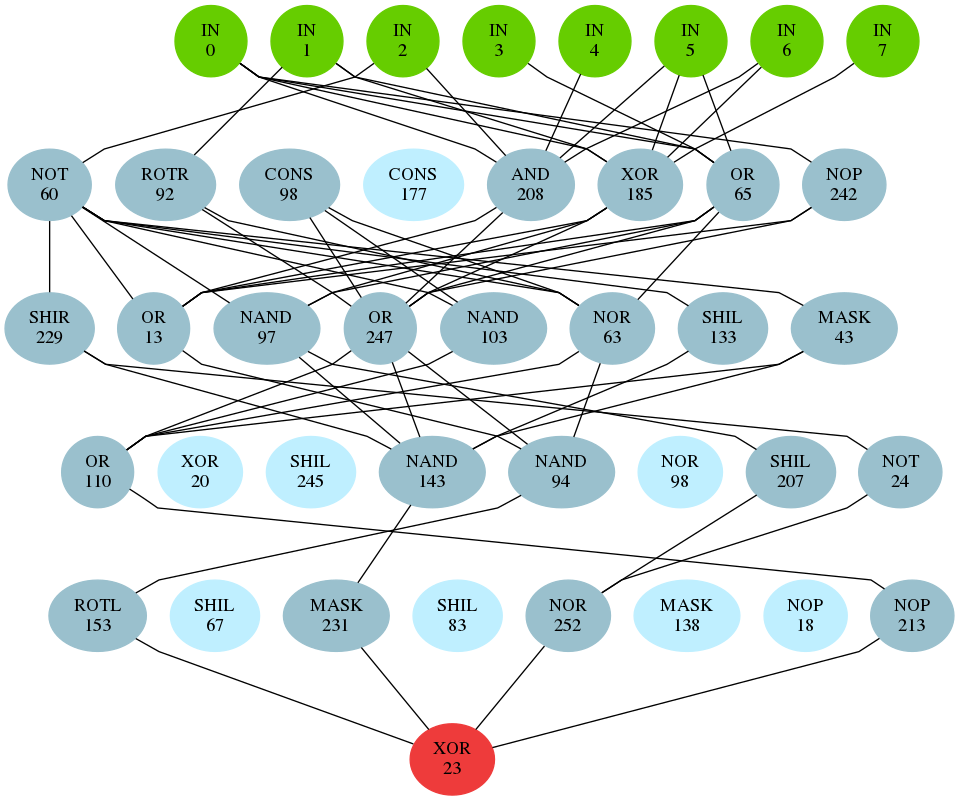 IN IN IN IN IN IN IN IN
0 1 2 3 4 5 6 7
NOT ROTR CONS CONS AND XOR OR NOP
60 92 98 177 208 185 65 242
SHIR OR NAND OR NAND NOR SHIL MASK
229 13 97 247 103 63 133 43
OR XOR SHIL NAND NAND NOR SHIL NOT
110 20 245 143 94 98 207 24
ROTL SHIL MASK SHIL NOR MASK NOP NOP
153 67 231 83 252 138 18 213
XOR
23